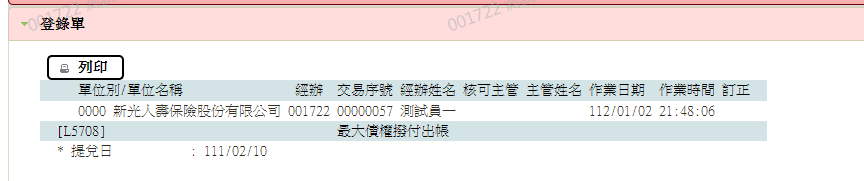 登錄單
列印
單位別/單位名稱 經辦 交易序號 經辦姓名 核可主管 主管姓名 作業日期 作業時間 訂正
0000 新光人壽保險股份有限公司 001722 00000057 測試員一 112/01/02 21:48:06
[L5708] 最大債權撥付出帳
* 提兌日 : 111/02/10